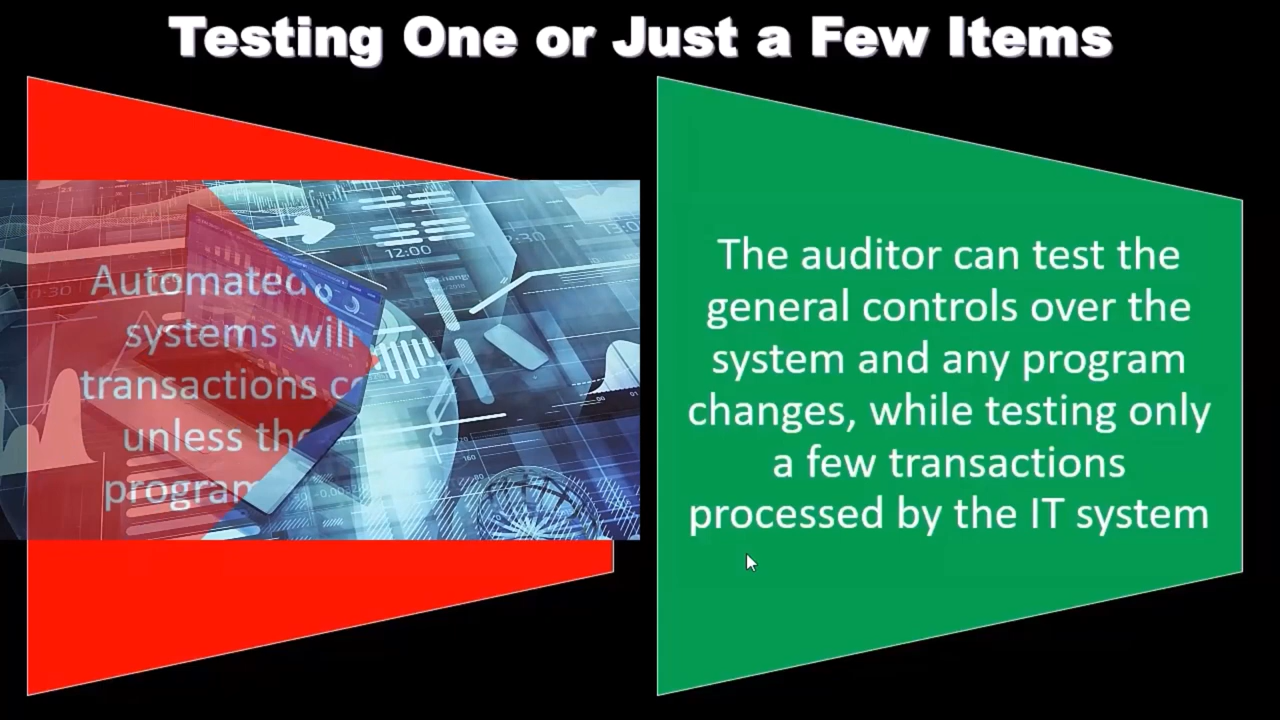 Testing One or Just a Few Items
Automated
systems will
transactions
unless the
program
The auditor can test the
general controls over the
system and any program
changes, while testing only
a few transactions
processed by the IT system
12:00